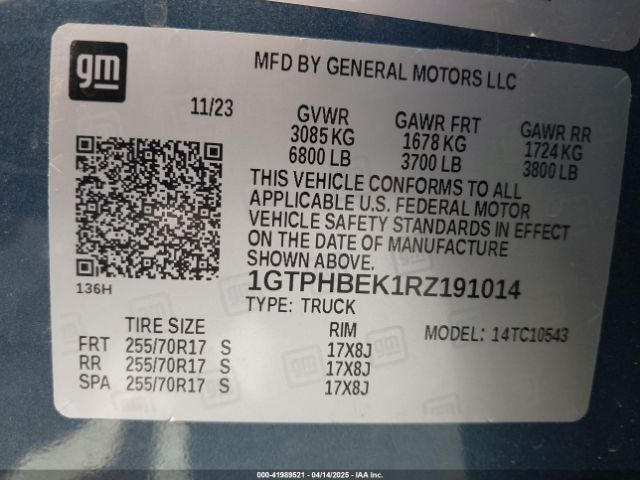 gm
MFD BY GENERAL MOTORS LLC
11/23
GVWR
3085 KG
6800 LB
GAWR FRT
1678 KG
3700 LB
GAWR RR
1724 KG
3800 LB
THIS VEHICLE CONFORMS TO ALL
APPLICABLE U.S. FEDERAL MOTOR
VEHICLE SAFETY STANDARDS IN EFFECT
ON THE DATE OF MANUFACTURE
SHOWN ABOVE.
136H
1GTPHBEK1RZ191014
TYPE: TRUCK
TIRE SIZE RIM MODEL: 14TC10543
FRT 255/70R17 S 17X8J
RR 255/70R17 S 17X8J
SPA 255/70R17 S 17X8J
000-41989521 04/14/2025 Copyright IAA, LLC